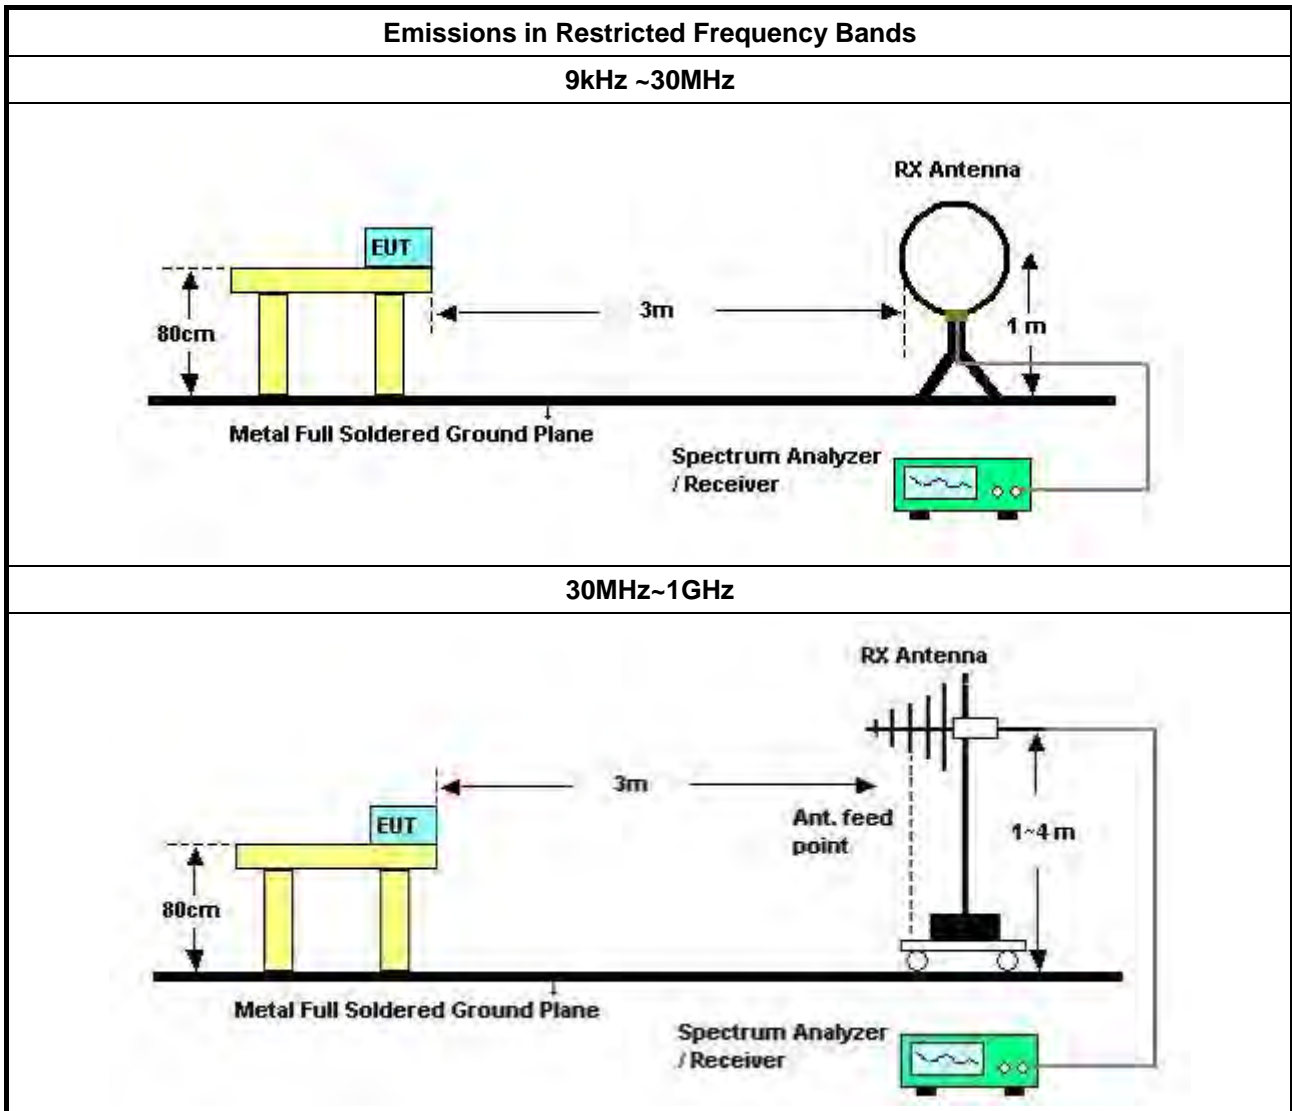 Emissions in Restricted Frequency Bands
9kHz ~30MHz
RX Antenna
EUT
3m
80cm
1 m
Metal Full Soldered Ground Plane
Spectrum Analyzer
/ Receiver
30MHz~1GHz
RX Antenna
3m
EUT
Ant. feed
point
1~4 m
80cm
Metal Full Soldered Ground Plane
Spectrum Analyzer
/ Receiver